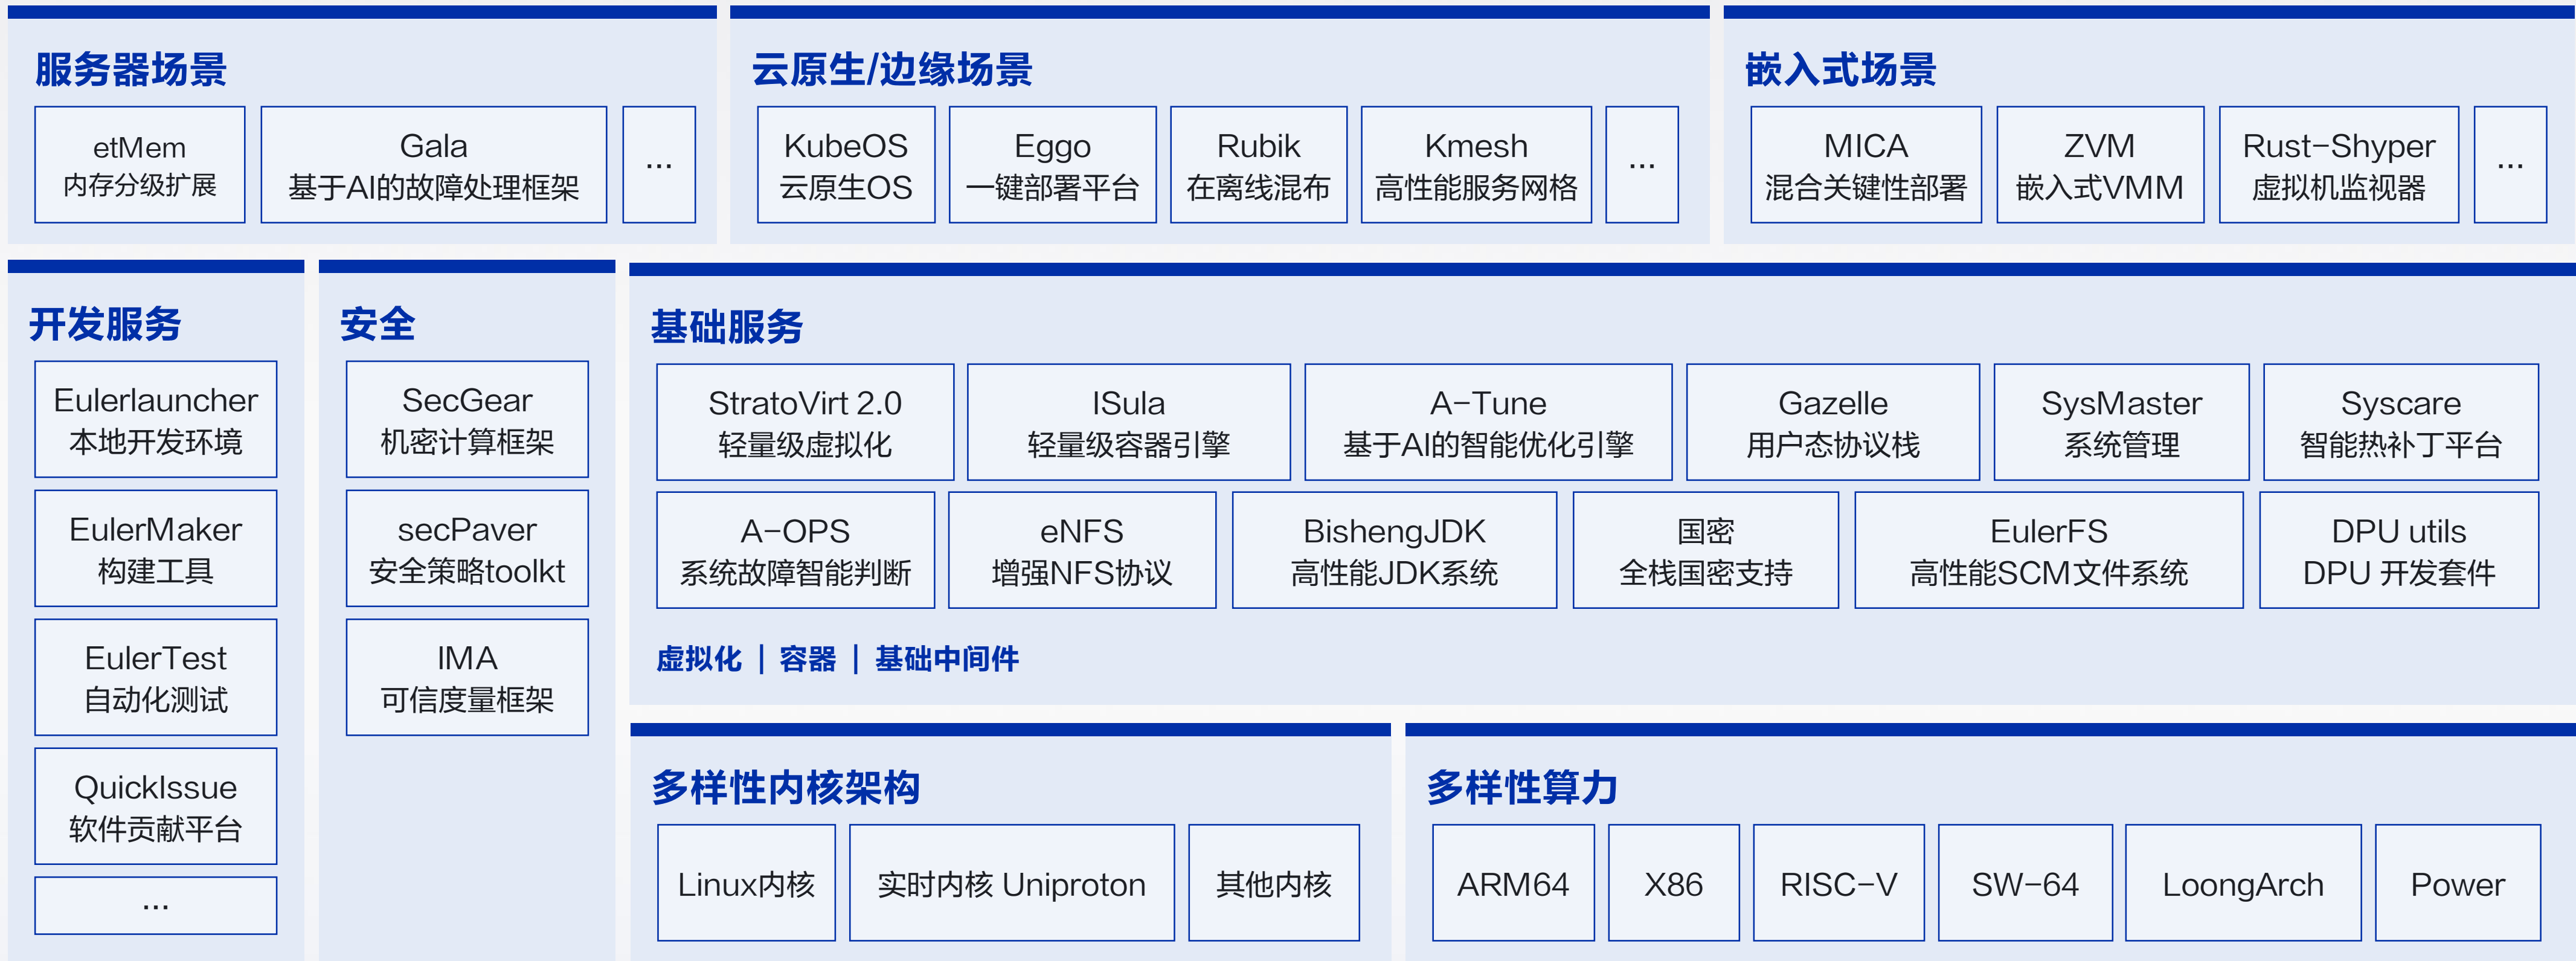 服务器场景
etMem
内存分级扩展
Gala
基于AI的故障处理框架
...
云原生/边缘场景
KubeOS
云原生OS
Eggo
一键部署平台
Rubik
在离线混布
Kmesh
高性能服务网格
...
嵌入式场景
MICA
混合关键性部署
ZVM
嵌入式VMM
Rust-Shyper
虚拟机监视器
...
开发服务
Eulerlauncher
本地开发环境
EulerMaker
构建工具
EulerTest
自动化测试
QuickIssue
软件贡献平台
...
安全
SecGear
机密计算框架
secPaver
安全策略toolkt
IMA
可信度量框架
基础服务
StratoVirt 2.0
轻量级虚拟化
ISula
轻量级容器引擎
A-Tune
基于AI的智能优化引擎
Gazelle
用户态协议栈
SysMaster
系统管理
Syscare
智能热补丁平台
A-OPS
系统故障智能判断
eNFS
增强NFS协议
BishengJDK
高性能JDK系统
国密
全栈国密支持
EulerFS
高性能SCM文件系统
DPU utils
DPU 开发套件
虚拟化 | 容器 | 基础中间件
多样性内核架构
Linux内核
实时内核 Uniproton
其他内核
多样性算力
ARM64
X86
RISC-V
SW-64
LoongArch
Power